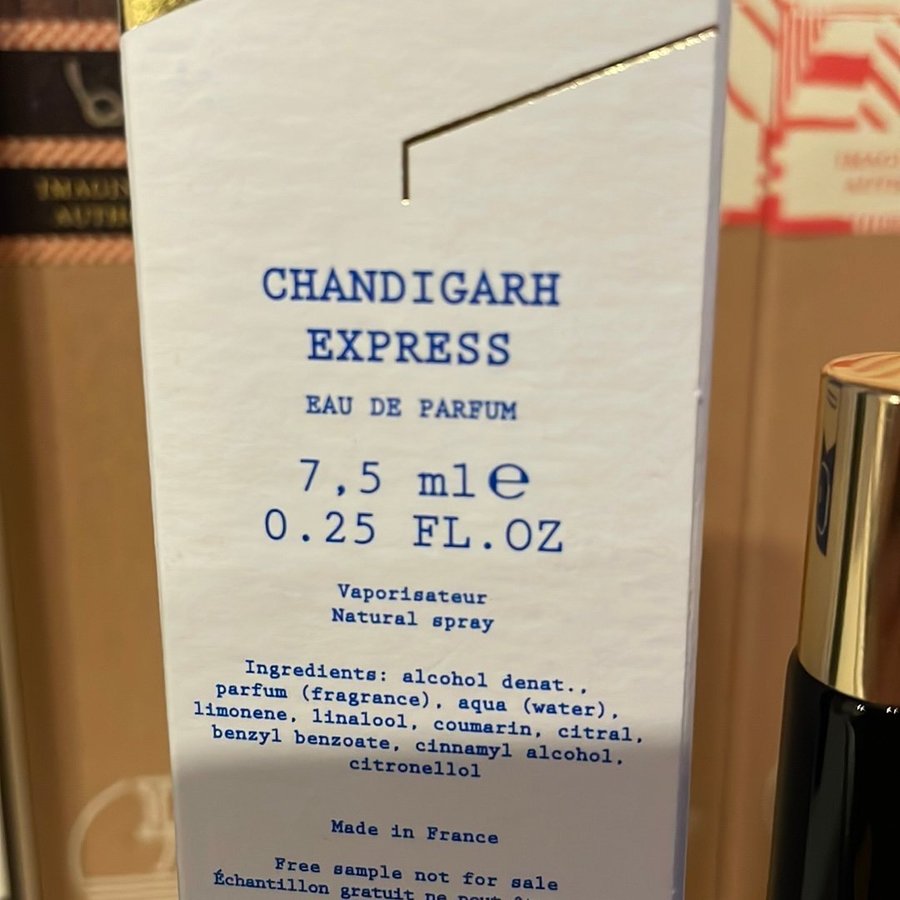 CHANDIGARH
EXPRESS
EAU DE PARFUM
7,5 ml e
0.25 FL.OZ
Vaporisateur
Natural spray
Ingredients: alcohol denat.,
parfum (fragrance), aqua (water),
limonene, linalool, coumarin, citral,
benzyl benzoate, cinnamyl alcohol,
citronellol
Made in France
Free sample not for sale
Échantillon gratuit ne peut